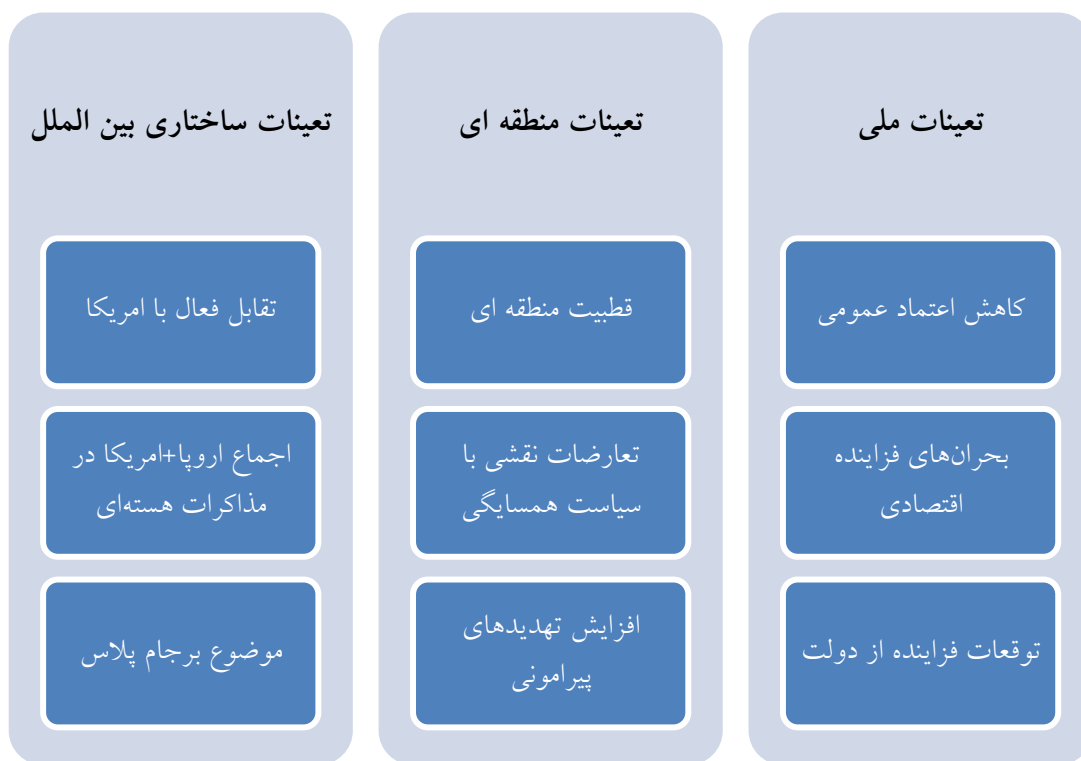 تعینات ملی
کاهش اعتماد عمومی
بحران‌های فزاینده
اقتصادی
توقعات فزاینده از دولت
تعینات منطقه ای
قطبیت منطقه ای
تعارضات نقشی با
سیاست همسایگی
افزایش تهدیدهای
پیرامونی
تعینات ساختاری بین الملل
تقابل فعال با امریکا
اجماع اروپا+امریکا در
مذاکرات هسته‌ای
موضوع برجام پلاس